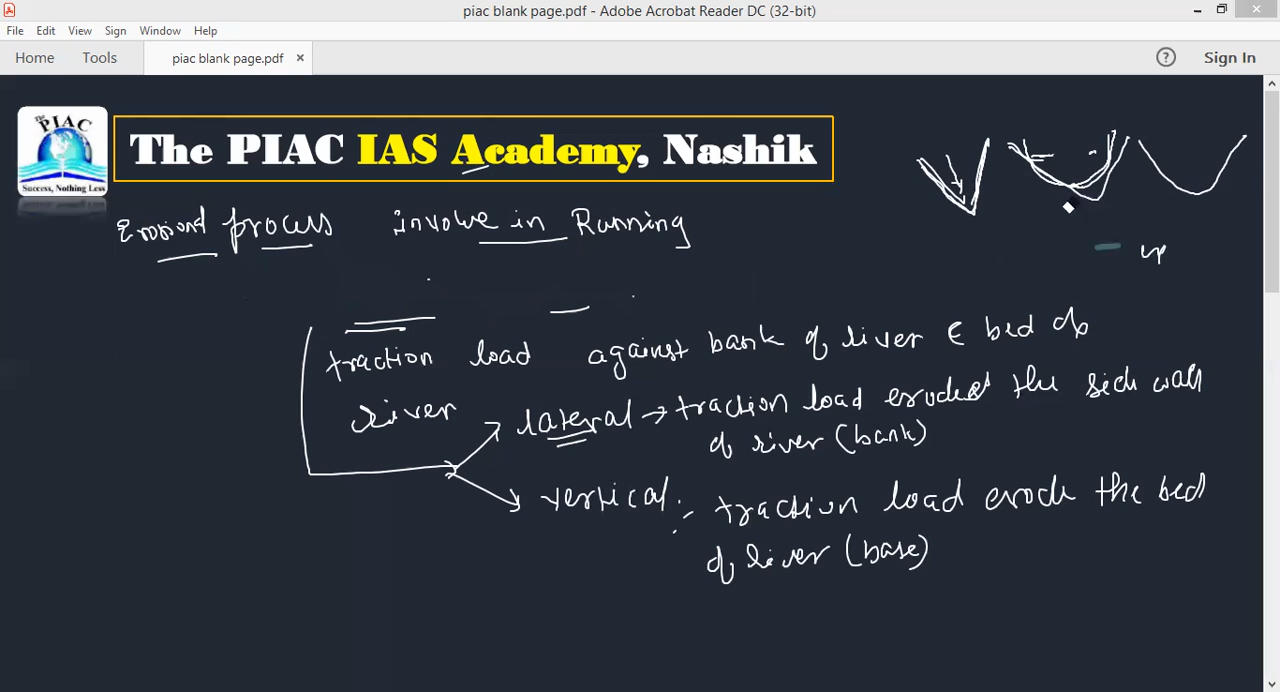 piac blank page.pdf - Adobe Acrobat Reader DC (32-bit)
File Edit View Sign Window Help
Home Tools piac blank page.pdf × ? Sign In
The PIAC
Success, Nothing Less
The PIAC IAS Academy, Nashik
process involve in Running
up
traction load against bank of river & bed of
river
lateral → traction load eroded the side wall
of river (bank)
vertical :- traction load erode the bed
of river (base)